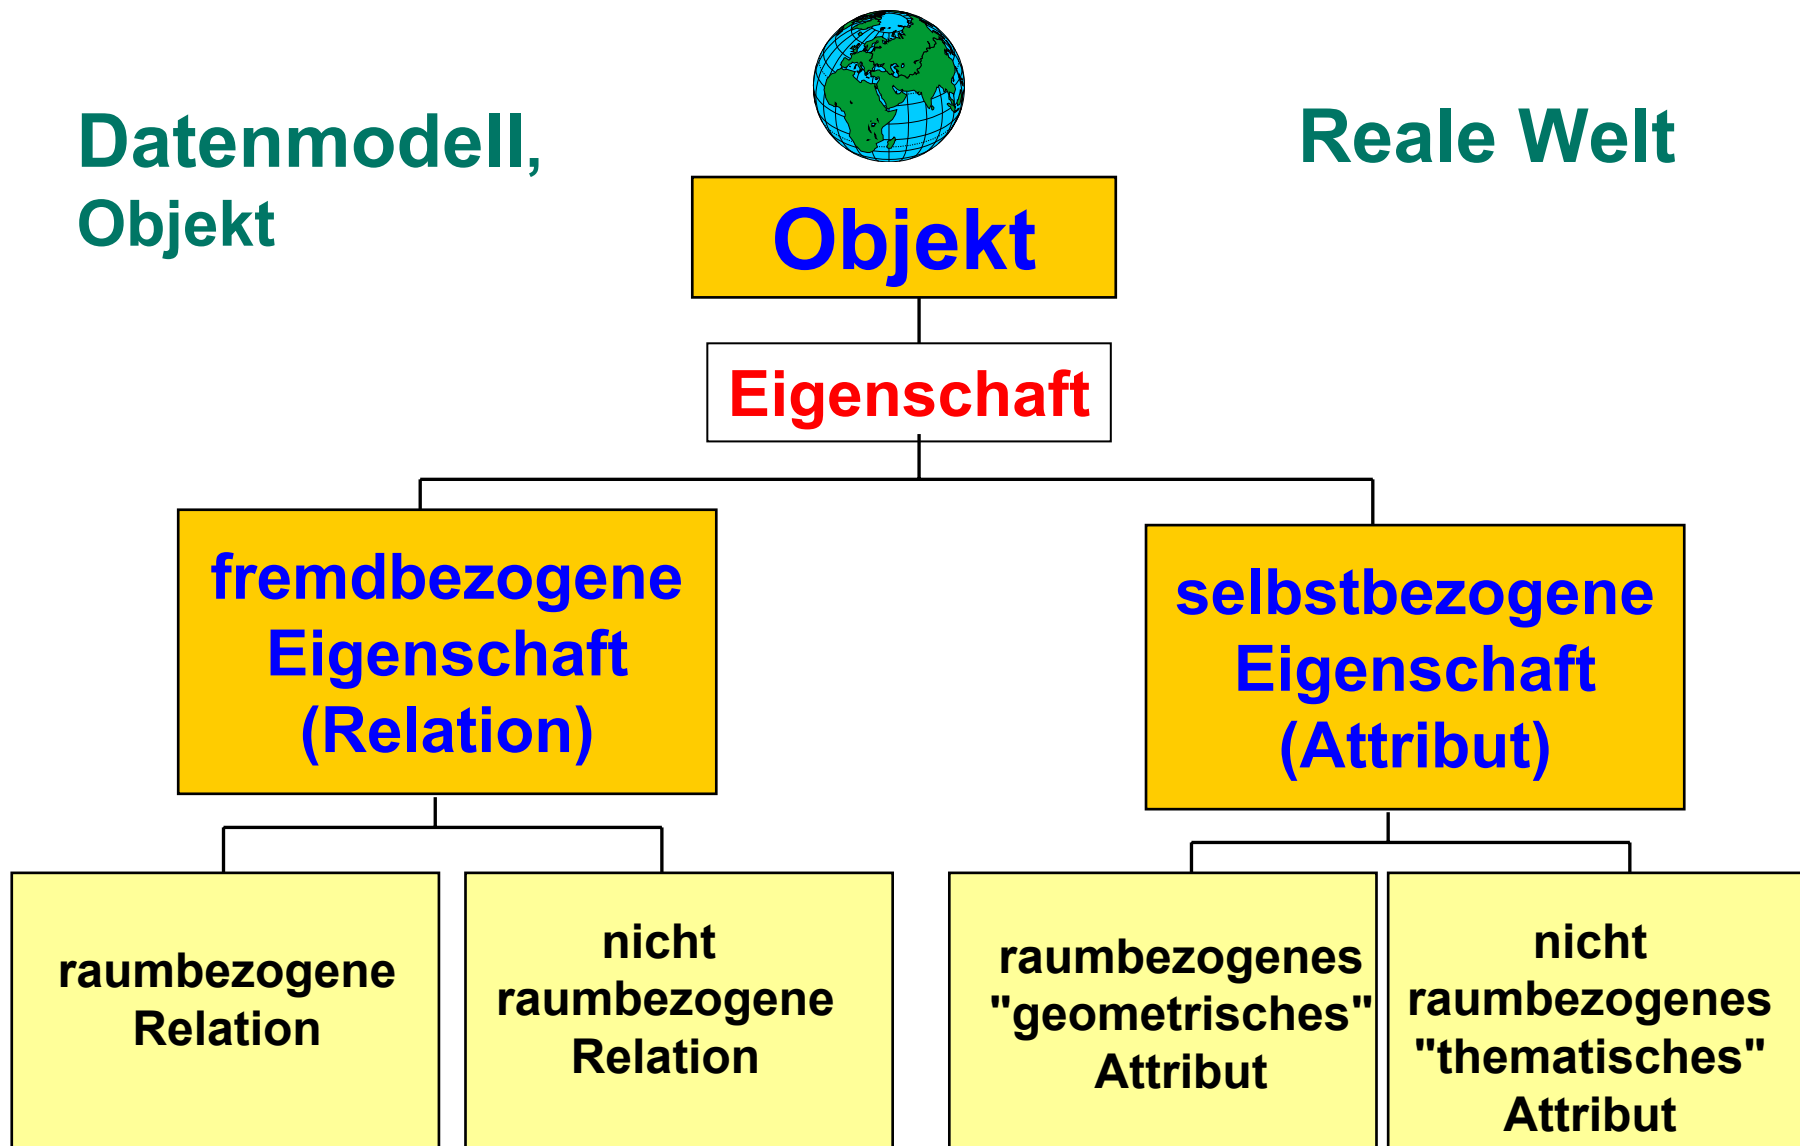 Datenmodell,
Objekt
Reale Welt
Objekt
Eigenschaft
fremdbezogene
Eigenschaft
(Relation)
selbstbezogene
Eigenschaft
(Attribut)
raumbezogene
Relation
nicht
raumbezogene
Relation
raumbezogenes
"geometrisches"
Attribut
nicht
raumbezogenes
"thematisches"
Attribut